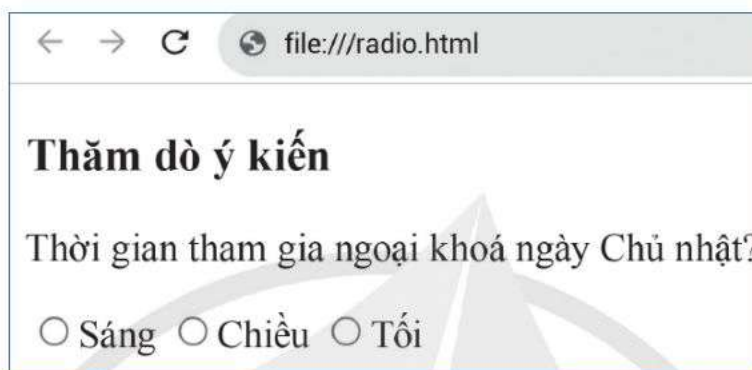 file:///radio.html
Thăm dò ý kiến
Thời gian tham gia ngoại khoá ngày Chủ nhật?
Sáng Chiều Tối